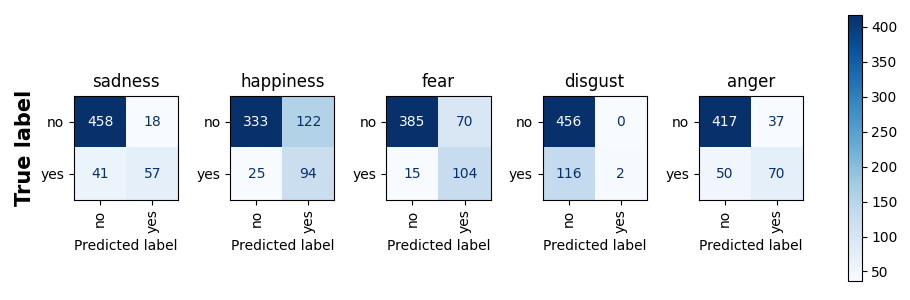 sadness happiness fear disgust anger
no 458 18 no 333 122 no 385 70 no 456 0 no 417 37
yes 41 57 yes 25 94 yes 15 104 yes 116 2 yes 50 70
no yes no yes no yes no yes no yes
Predicted label Predicted label Predicted label Predicted label Predicted label
True label
400
350
300
250
200
150
100
50